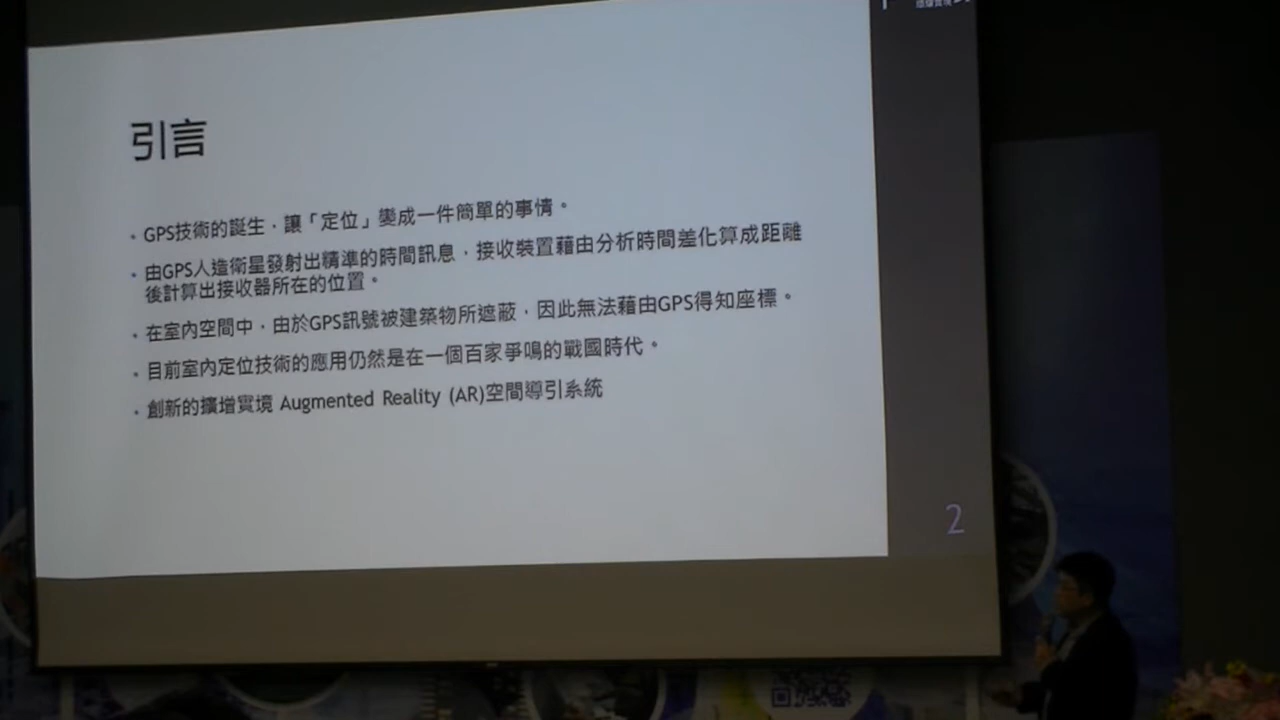 引言
GPS技術的誕生，讓「定位」變成一件簡單的事情。
由GPS人造衛星發射出精準的時間訊息，接收裝置藉由分析時間差化算成距離
後計算出接收器所在的位置。
在室內空間中，由於GPS訊號被建築物所遮蔽，因此無法藉由GPS得知座標。
目前室內定位技術的應用仍然是在一個百家爭鳴的戰國時代。
創新的擴增實境 Augmented Reality (AR)空間導引系統
2